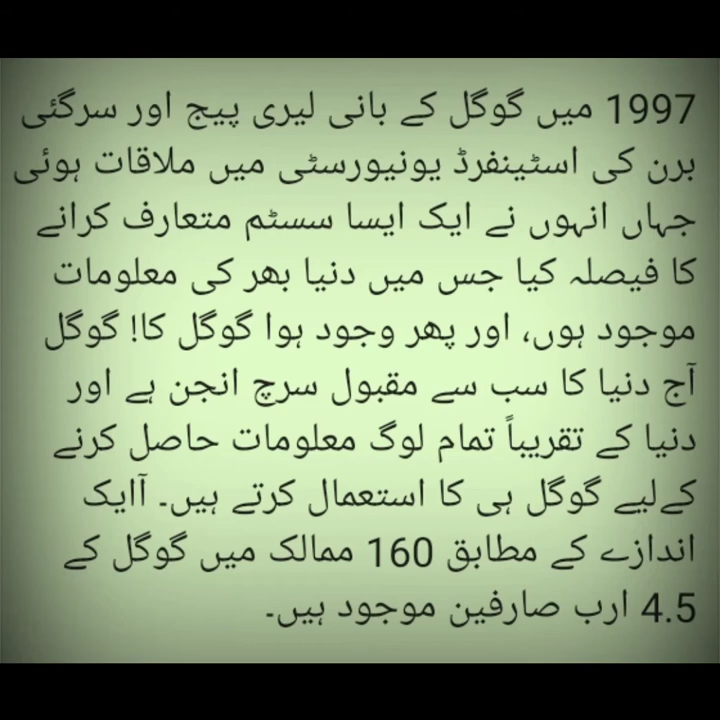 1997 میں گوگل کے بانی لیری پیج اور سرگئی
برن کی اسٹینفرڈ یونیورسٹی میں ملاقات ہوئی
جہاں انہوں نے ایک ایسا سسٹم متعارف کرانے
کا فیصلہ کیا جس میں دنیا بھر کی معلومات
موجود ہوں، اور پھر وجود ہوا گوگل کا! گوگل
آج دنیا کا سب سے مقبول سرچ انجن ہے اور
دنیا کے تقریباً تمام لوگ معلومات حاصل کرنے
کےلیے گوگل ہی کا استعمال کرتے ہیں۔ آایک
اندازے کے مطابق 160 ممالک میں گوگل کے
4.5 ارب صارفین موجود ہیں۔